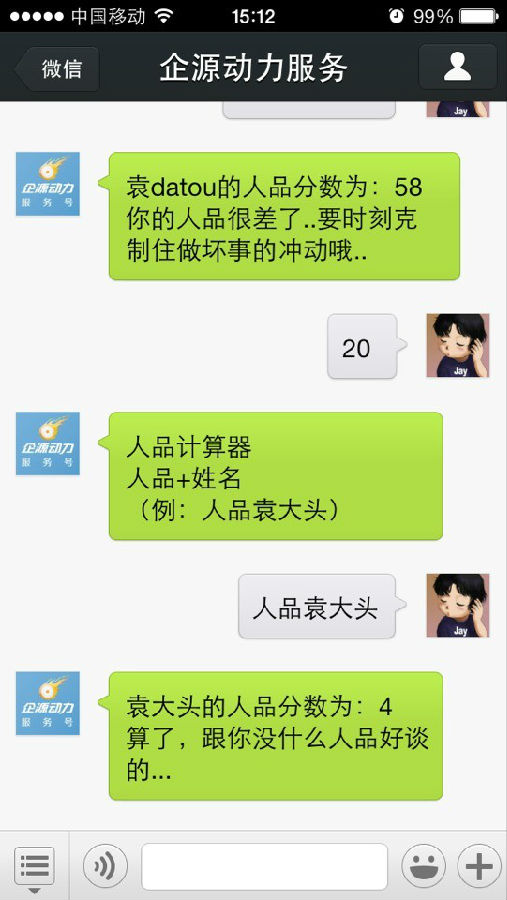 中国移动 15:12 99%
微信 企源动力服务
Jay
企源动力
服务号
袁datou的人品分数为：58
你的人品很差了..要时刻克
制住做坏事的冲动哦..
20
Jay
企源动力
服务号
人品计算器
人品+姓名
（例：人品袁大头）
人品袁大头
Jay
企源动力
服务号
袁大头的人品分数为：4
算了，跟你没什么人品好谈
的...